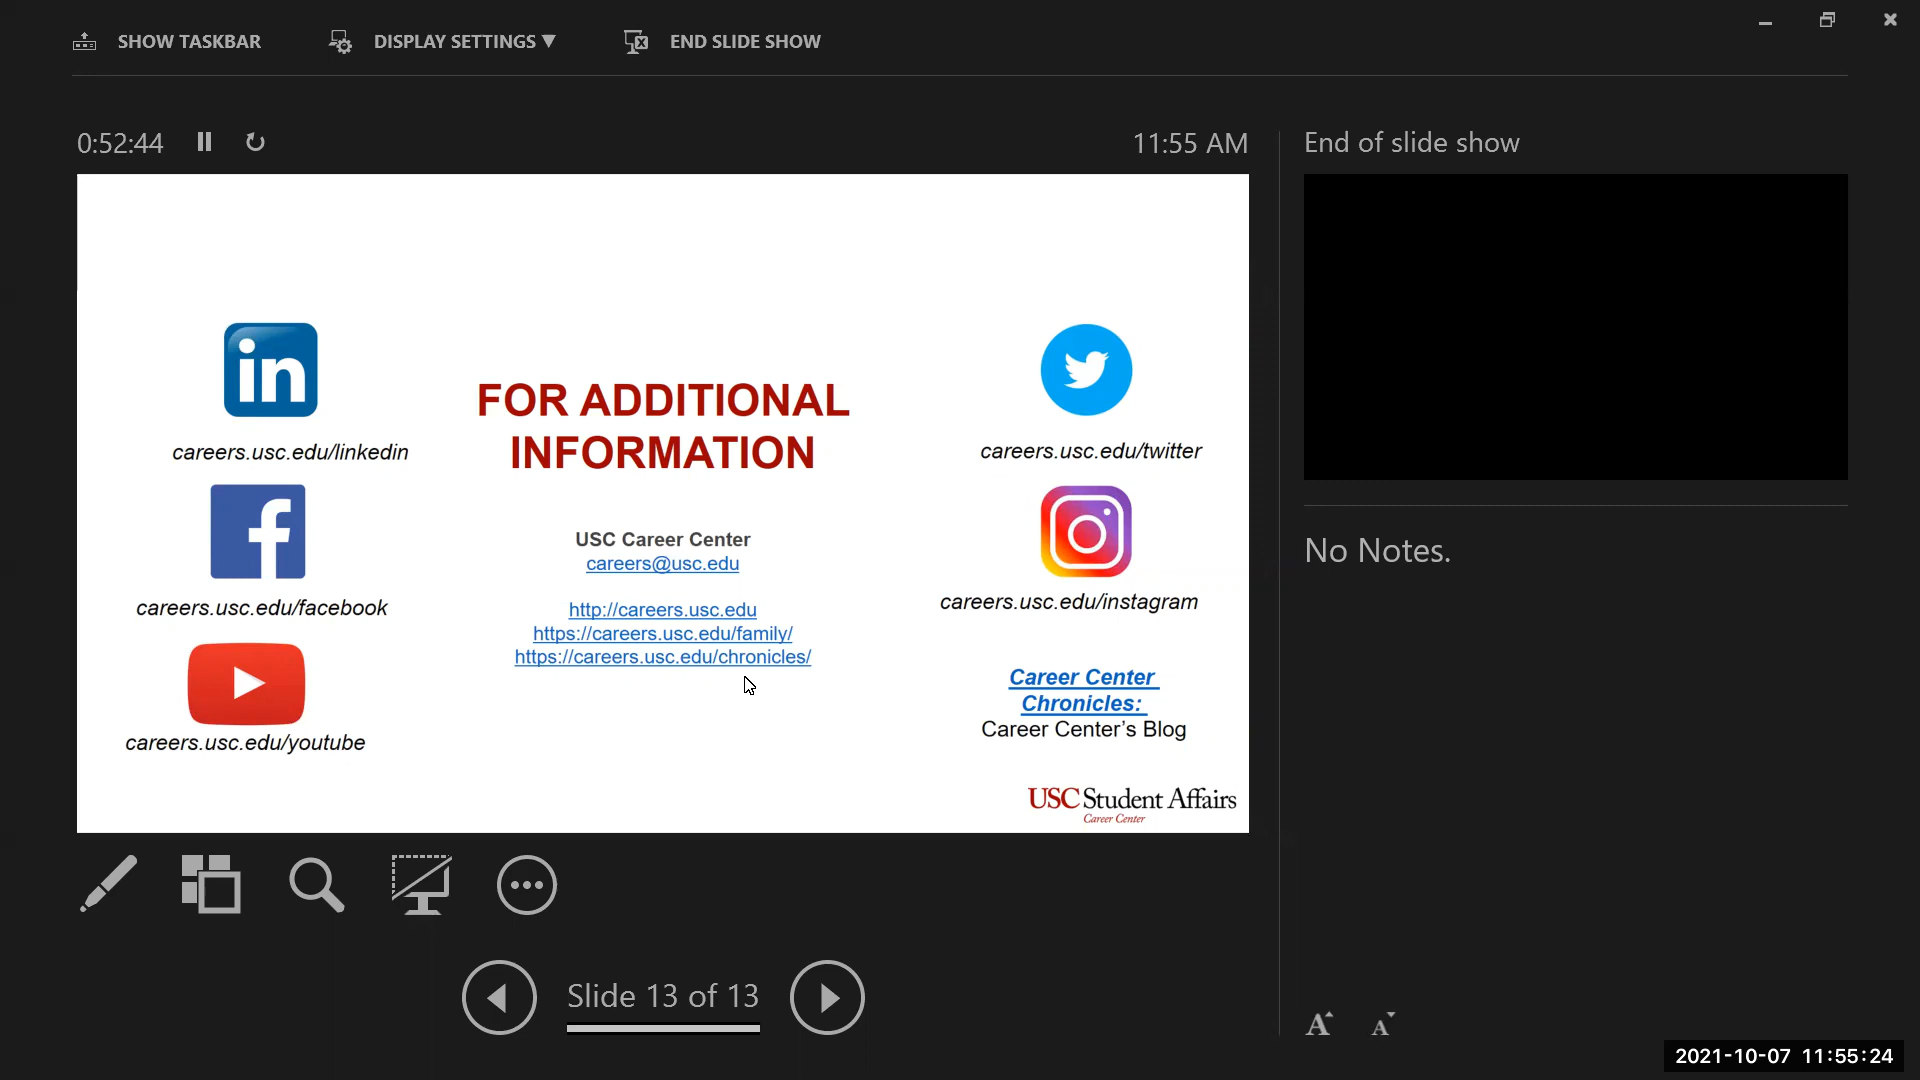 SHOW TASKBAR
DISPLAY SETTINGS ▼
END SLIDE SHOW
0:52:44
11:55 AM
End of slide show
in
careers.usc.edu/linkedin
f
careers.usc.edu/facebook
careers.usc.edu/youtube
FOR ADDITIONAL
INFORMATION
USC Career Center
careers@usc.edu
http://careers.usc.edu
https://careers.usc.edu/family/
https://careers.usc.edu/chronicles/
careers.usc.edu/twitter
careers.usc.edu/instagram
Career Center
Chronicles:
Career Center's Blog
USC Student Affairs
Career Center
No Notes.
Slide 13 of 13
A A
2021-10-07 11:55:24